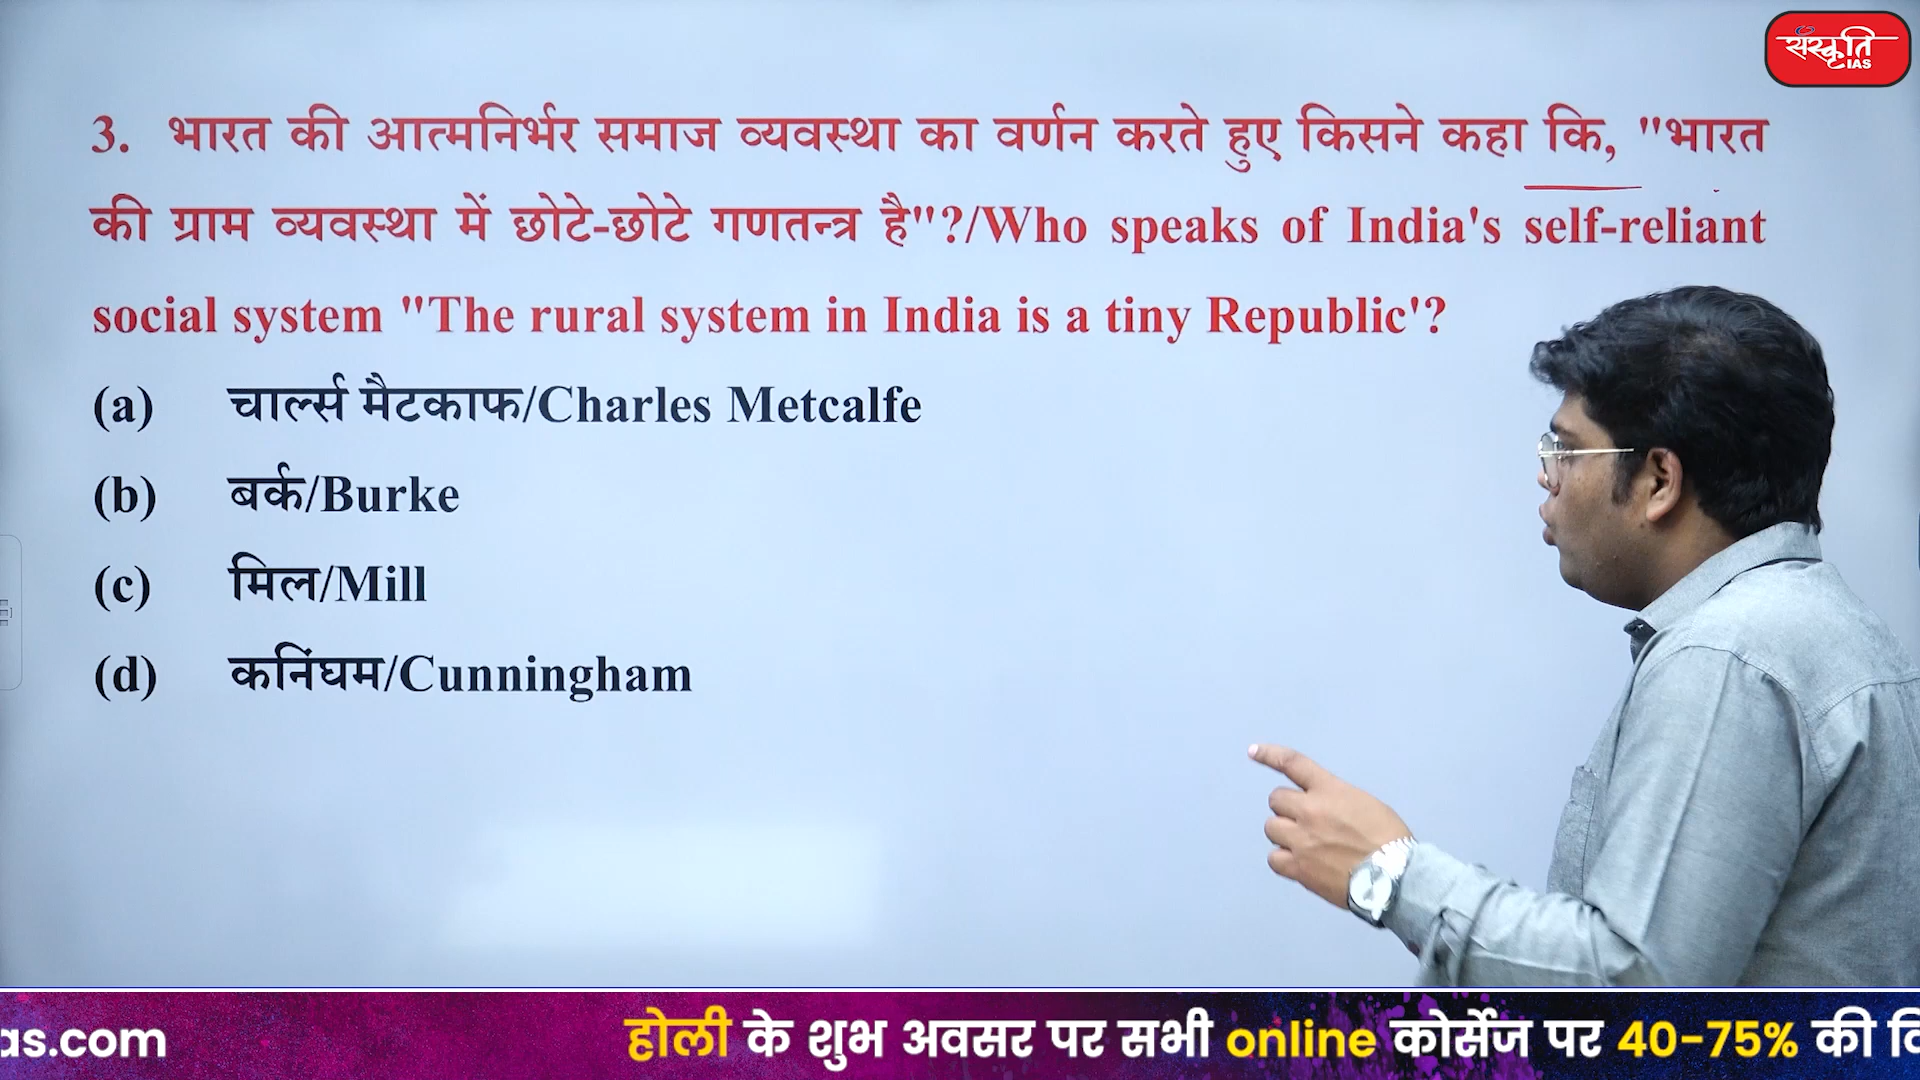 संस्कृति
IAS
3. भारत की आत्मनिर्भर समाज व्यवस्था का वर्णन करते हुए किसने कहा कि, "भारत
की ग्राम व्यवस्था में छोटे-छोटे गणतन्त्र है"?/Who speaks of India's self-reliant
social system "The rural system in India is a tiny Republic'?
(a) चार्ल्स मैटकाफ/Charles Metcalfe
(b) बर्क/Burke
(c) मिल/Mill
(d) कनिंघम/Cunningham
as.com होली के शुभ अवसर पर सभी online कोर्सेज पर 40-75% की